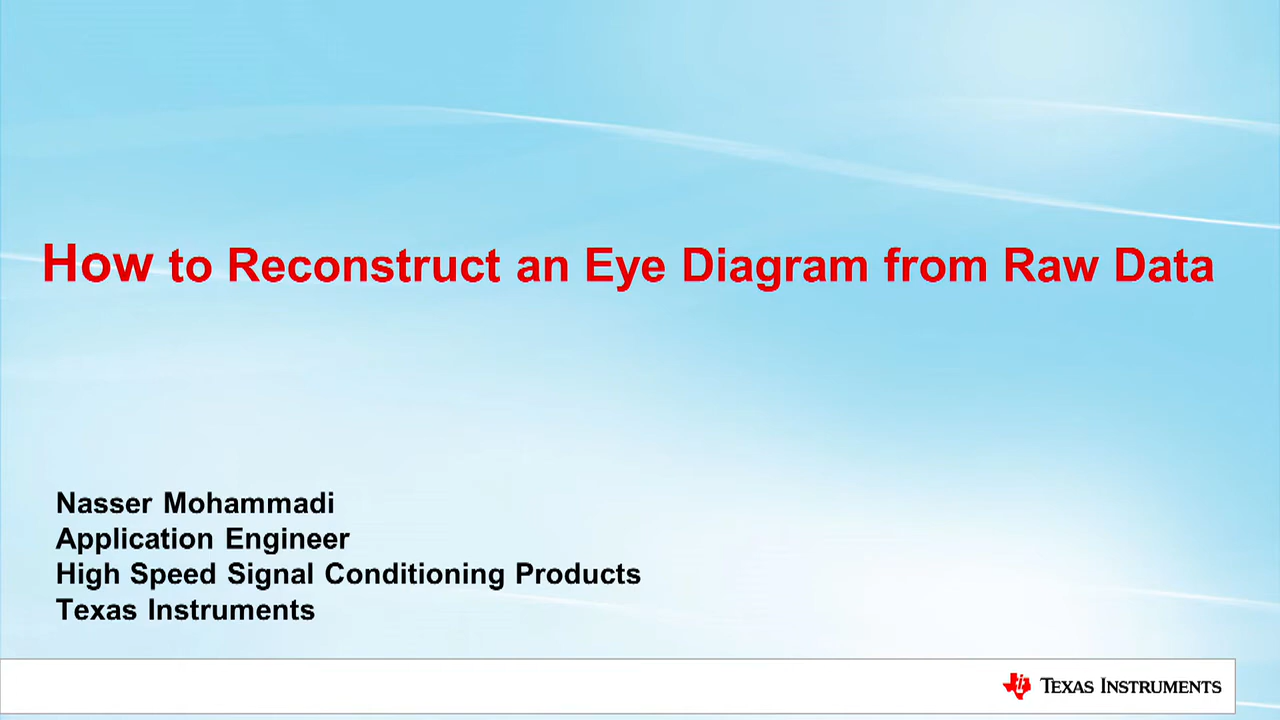 How to Reconstruct an Eye Diagram from Raw Data
Nasser Mohammadi
Application Engineer
High Speed Signal Conditioning Products
Texas Instruments
TEXAS INSTRUMENTS